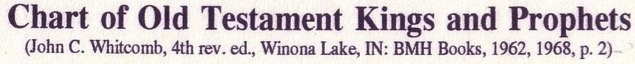 Chart of Old Testament Kings and Prophets
(John C. Whitcomb, 4th rev. ed., Winona Lake, IN: BMH Books, 1962, 1968, p. 2)